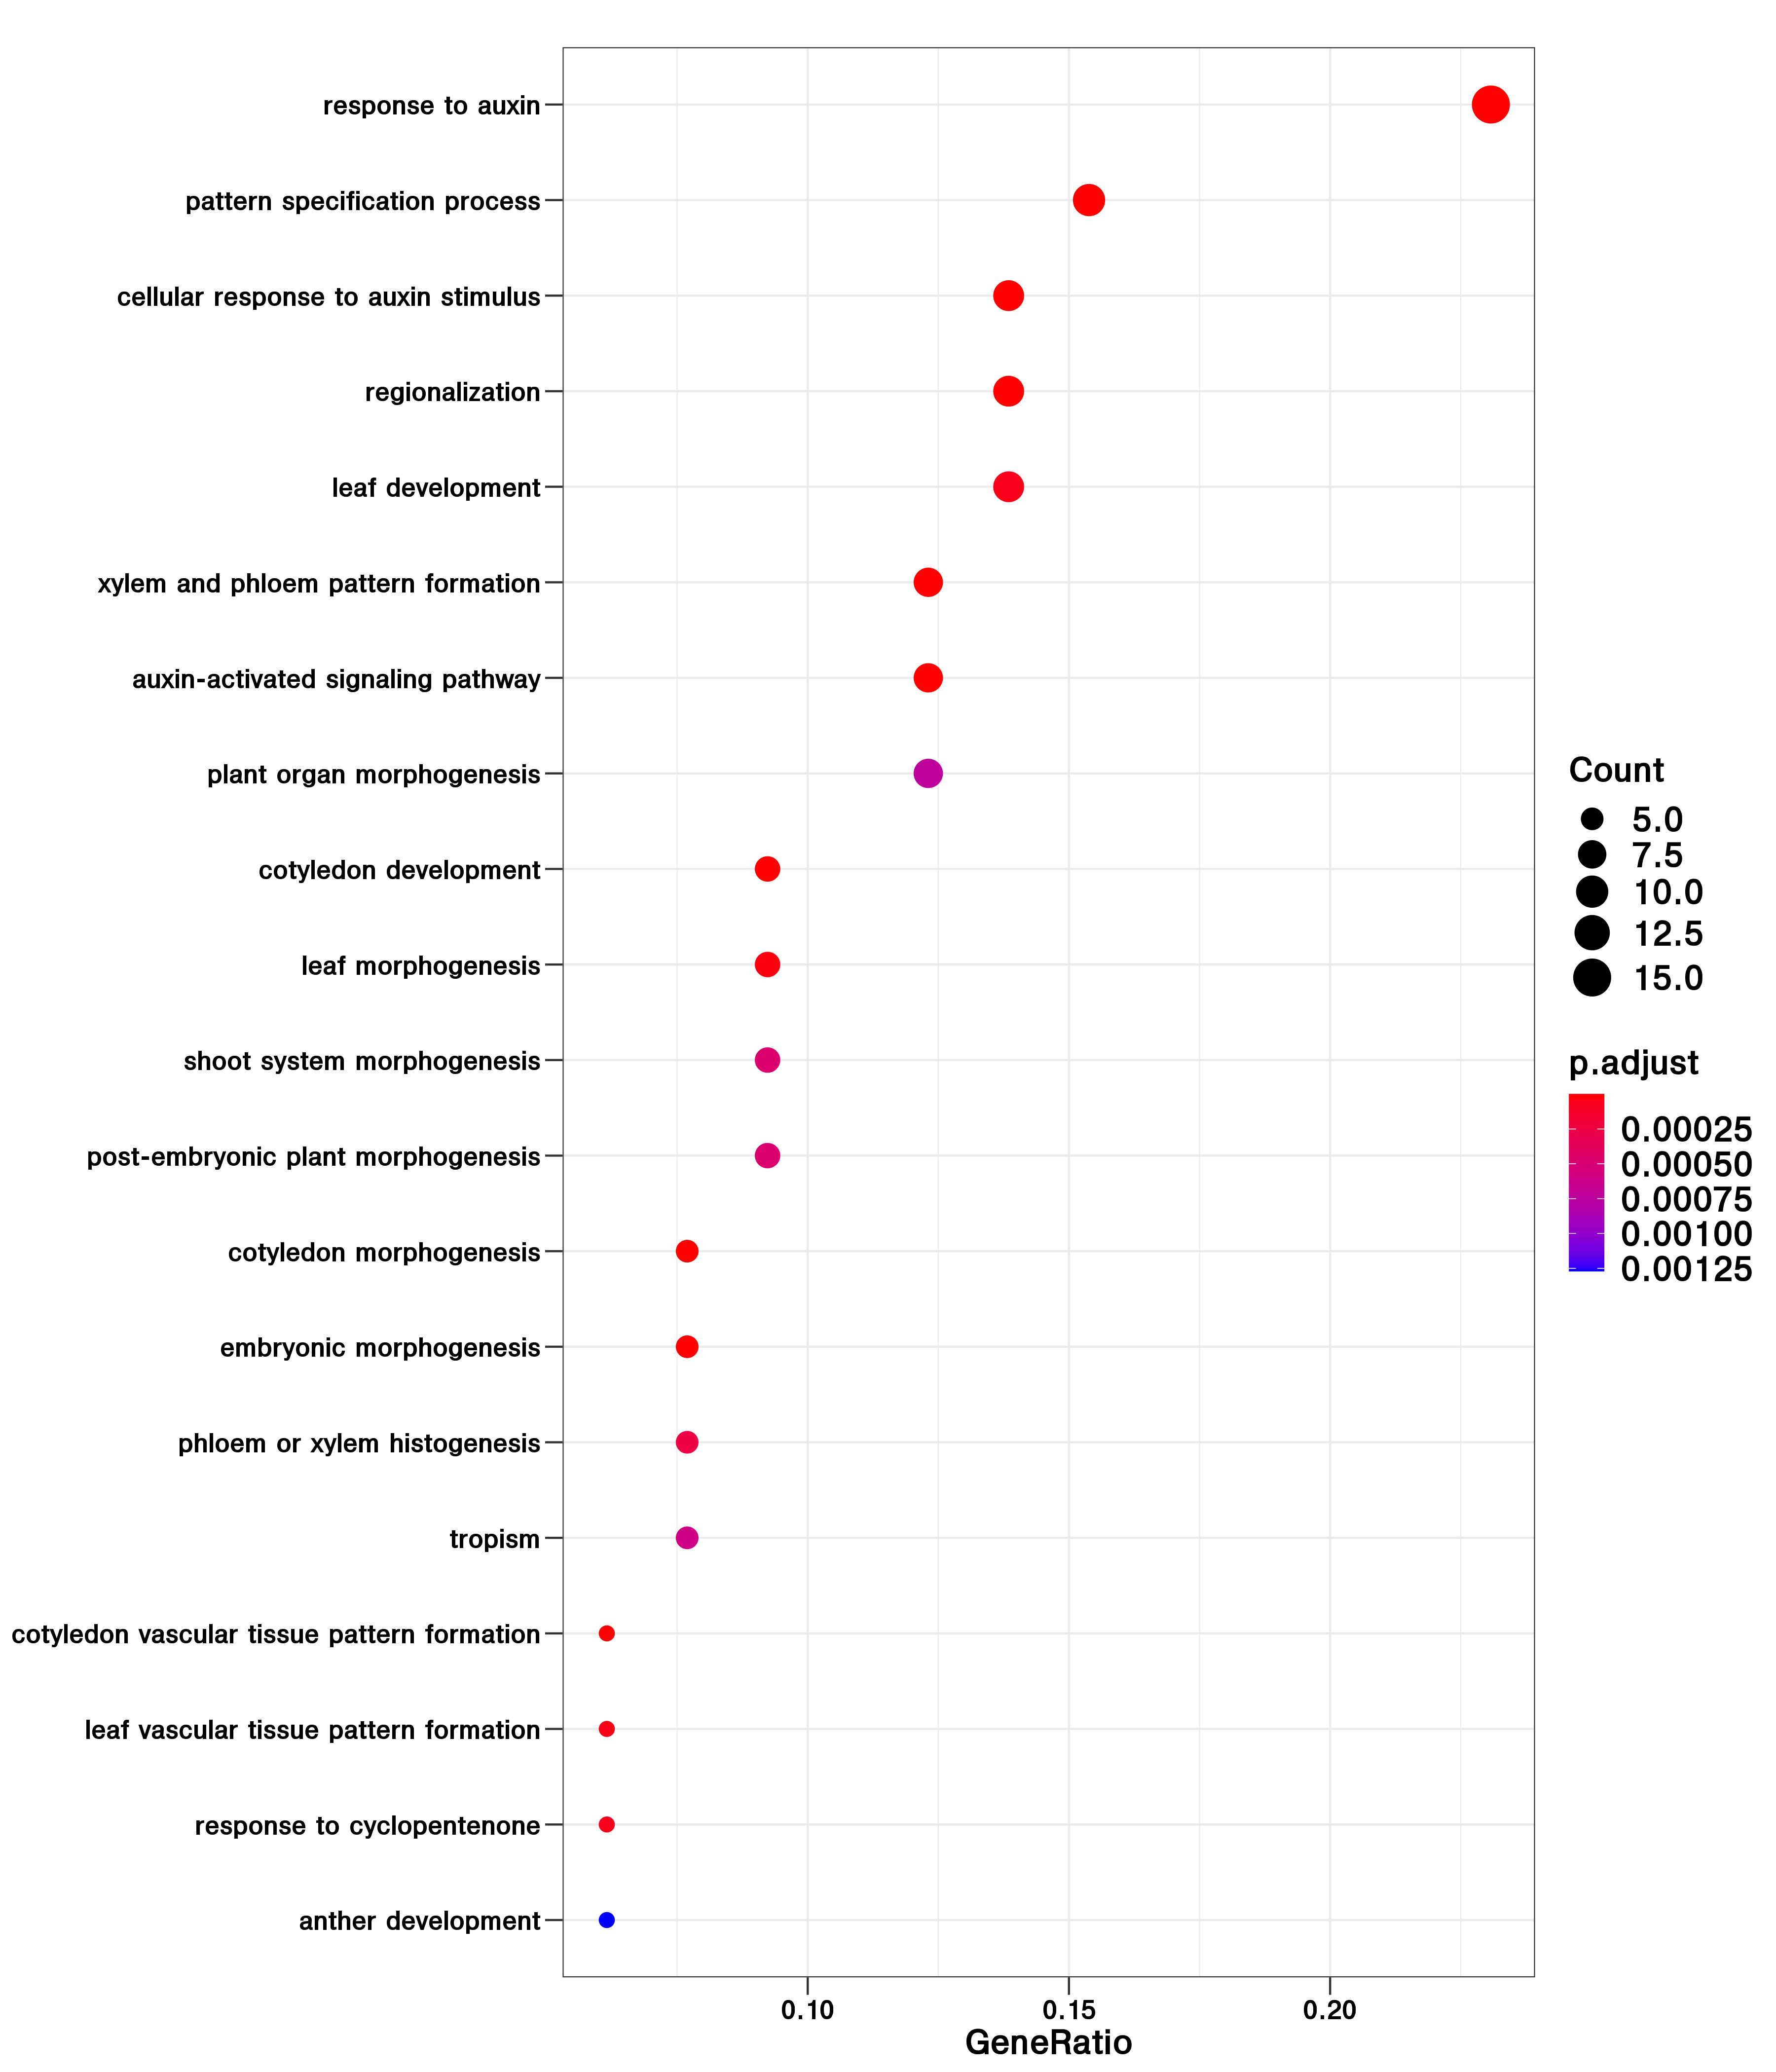 response to auxin
pattern specification process
cellular response to auxin stimulus
regionalization
leaf development
xylem and phloem pattern formation
auxin-activated signaling pathway
plant organ morphogenesis
cotyledon development
leaf morphogenesis
shoot system morphogenesis
post-embryonic plant morphogenesis
cotyledon morphogenesis
embryonic morphogenesis
phloem or xylem histogenesis
tropism
cotyledon vascular tissue pattern formation
leaf vascular tissue pattern formation
response to cyclopentenone
anther development
0.10 0.15 0.20
GeneRatio
Count
5.0
7.5
10.0
12.5
15.0
p.adjust
0.00025
0.00050
0.00075
0.00100
0.00125